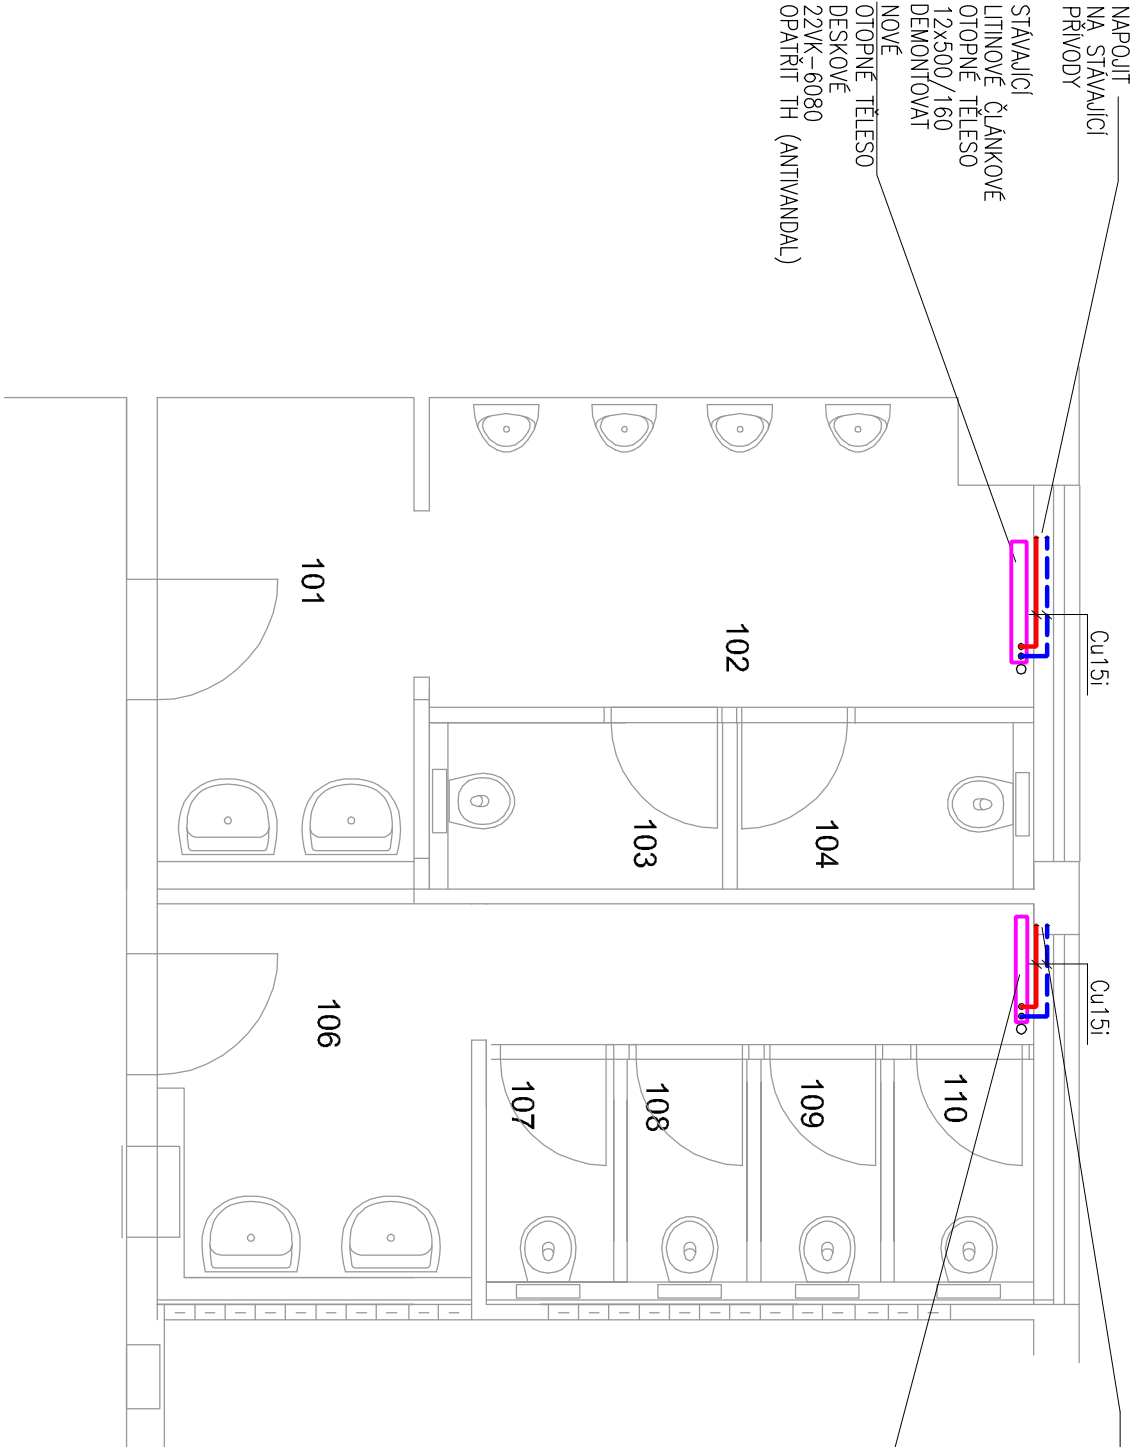 NAPOJIT
NA STÁVAJÍCÍ
PŘÍVODY
STÁVAJÍCÍ
LITINOVÉ ČLÁNKOVÉ
OTOPNÉ TĚLESO
12x500/160
DEMONTOVAT
NOVÉ
OTOPNÉ TĚLESO
DESKOVÉ
22VK-6080
OPATŘIT TH (ANTIVANDAL)
Cu15i
101
102
103
104
Cu15i
106
107
108
109
110